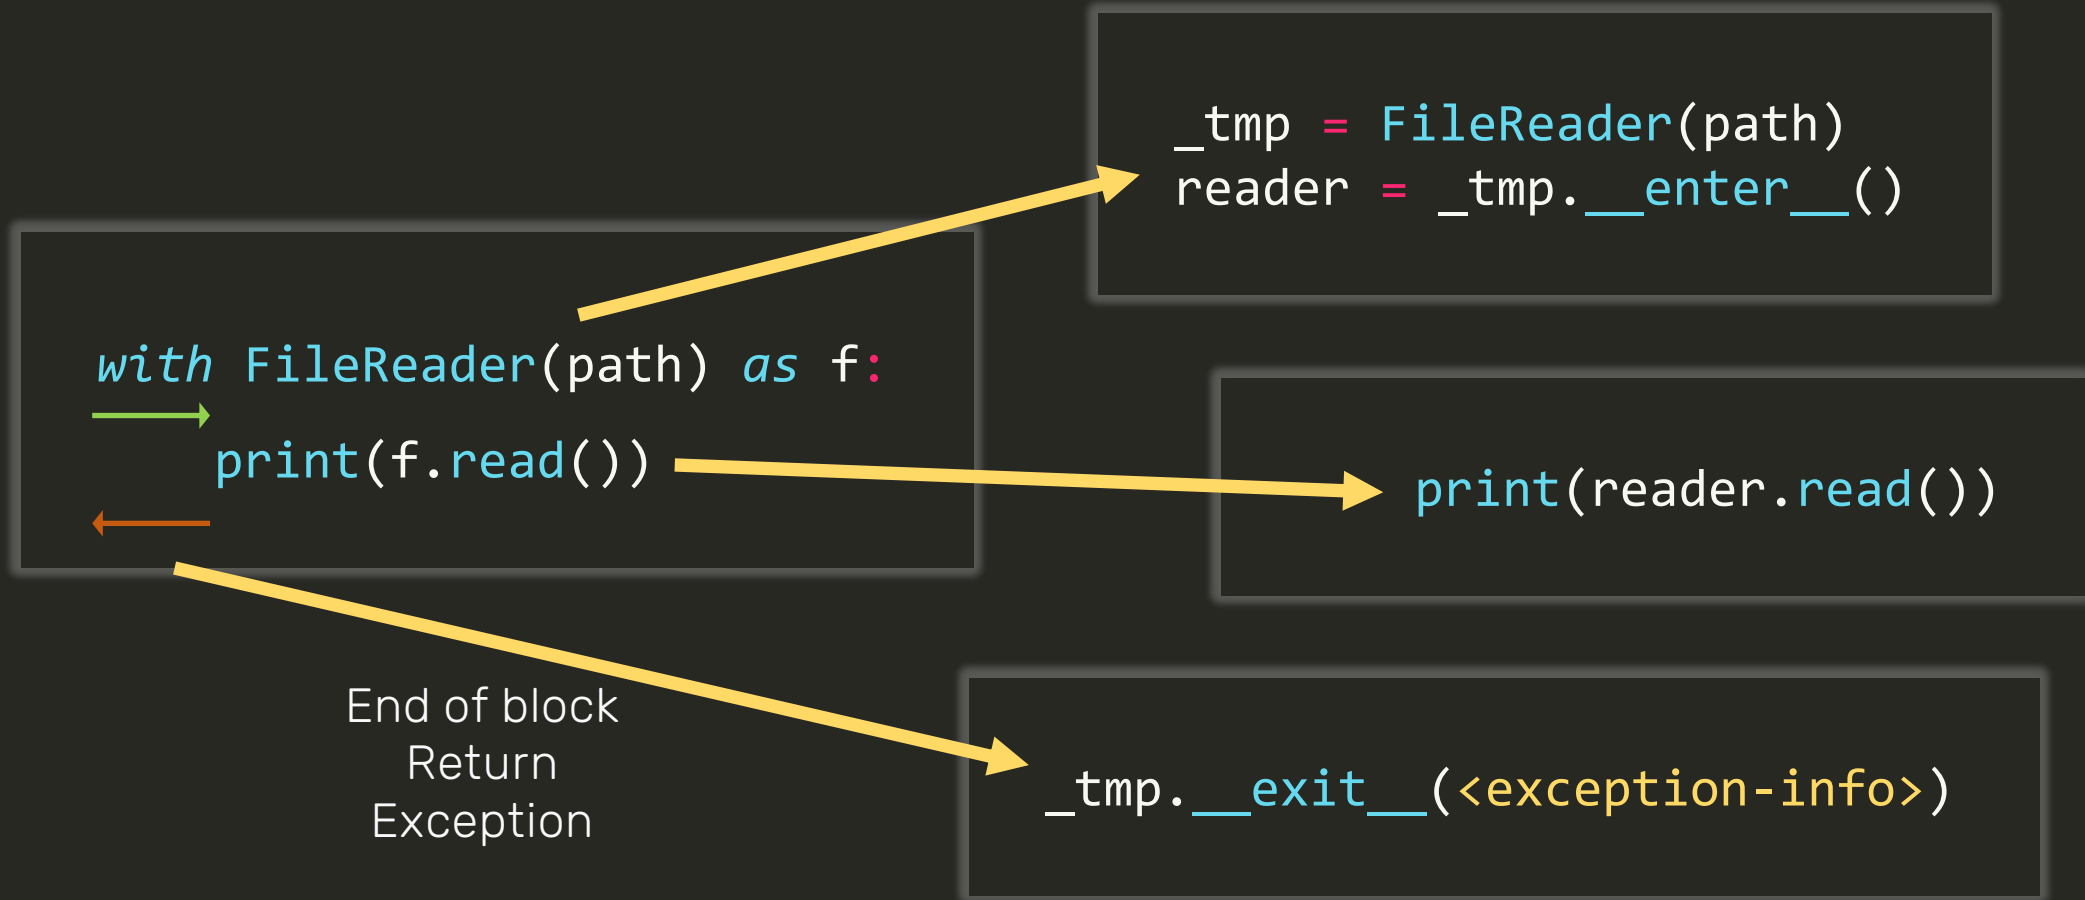 with FileReader(path) as f:
print(f.read())
_tmp = FileReader(path)
reader = _tmp.__enter__()
print(reader.read())
End of block
Return
Exception
_tmp.__exit__(<exception-info>)